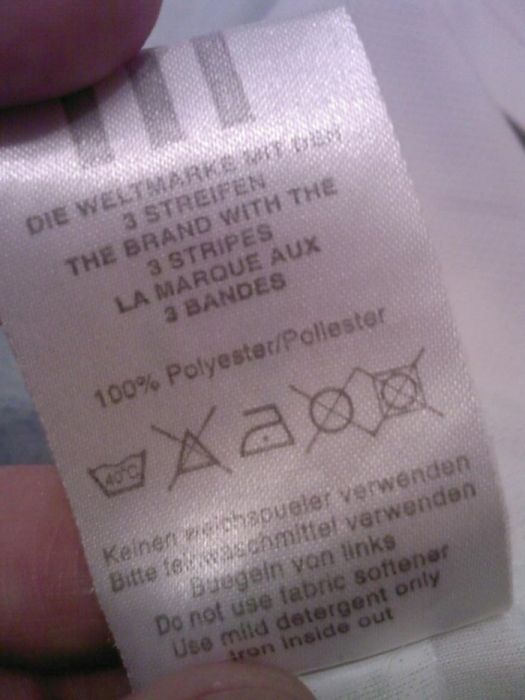 DIE WELTMARKE MIT DEN
3 STREIFEN
THE BRAND WITH THE
3 STRIPES
LA MARQUE AUX
3 BANDES
100% Polyester/Poliester
40°C
Keinen weichspueler verwenden
Bitte feinwaschmittel verwenden
Buegeln von links
Do not use fabric softener
Use mild detergent only
Iron inside out